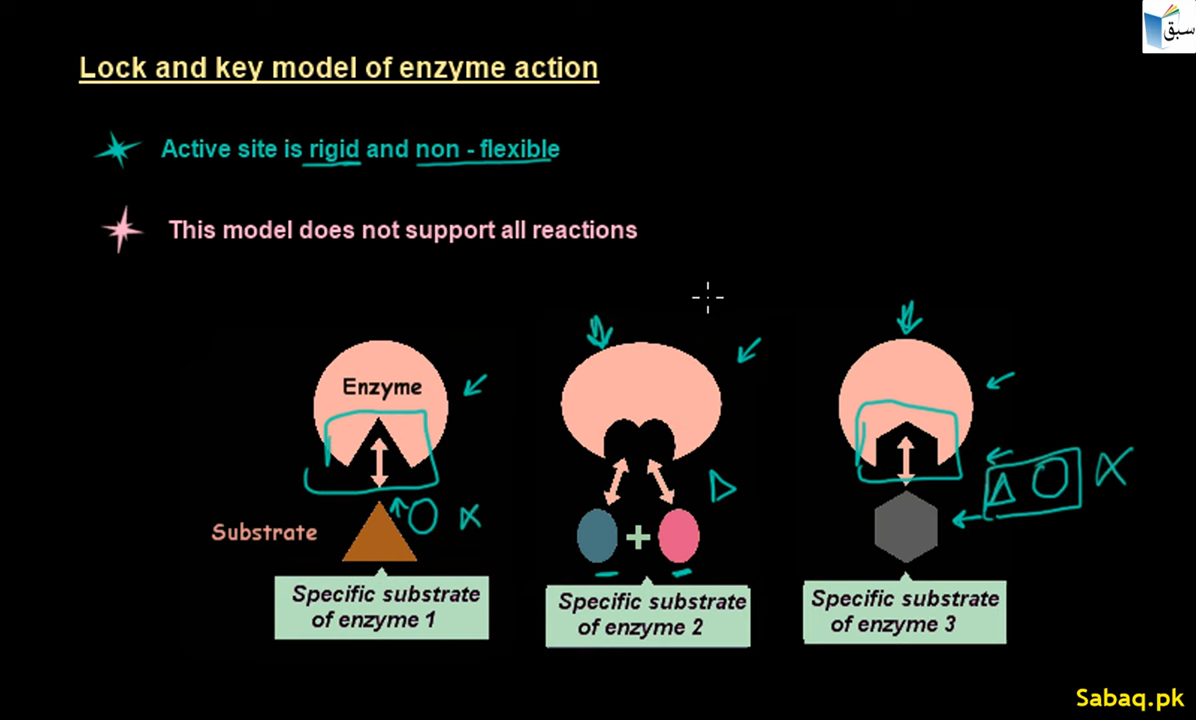 سبق
Lock and key model of enzyme action
Active site is rigid and non - flexible
This model does not support all reactions
Enzyme
Substrate
+
Specific substrate
of enzyme 1
Specific substrate
of enzyme 2
Specific substrate
of enzyme 3
Sabaq.pk